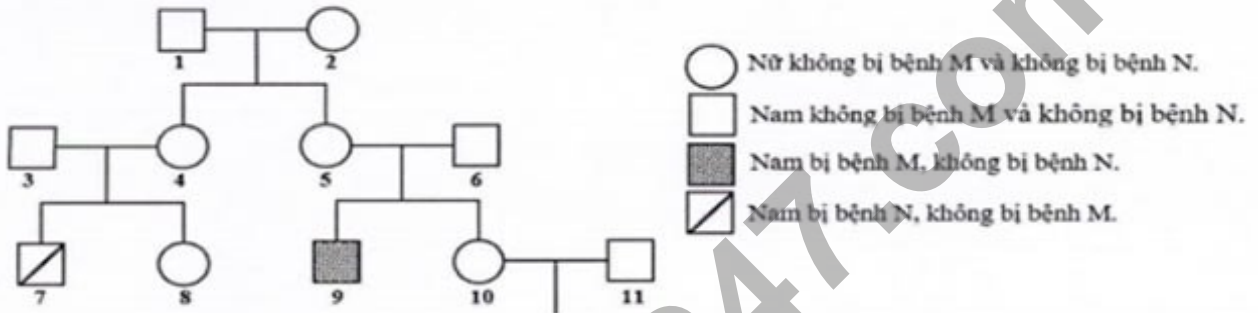 1
2
Nữ không bị bệnh M và không bị bệnh N.
Nam không bị bệnh M và không bị bệnh N.
3
4
5
6
Nam bị bệnh M, không bị bệnh N.
Nam bị bệnh N, không bị bệnh M.
7
8
9
10
11
247.com